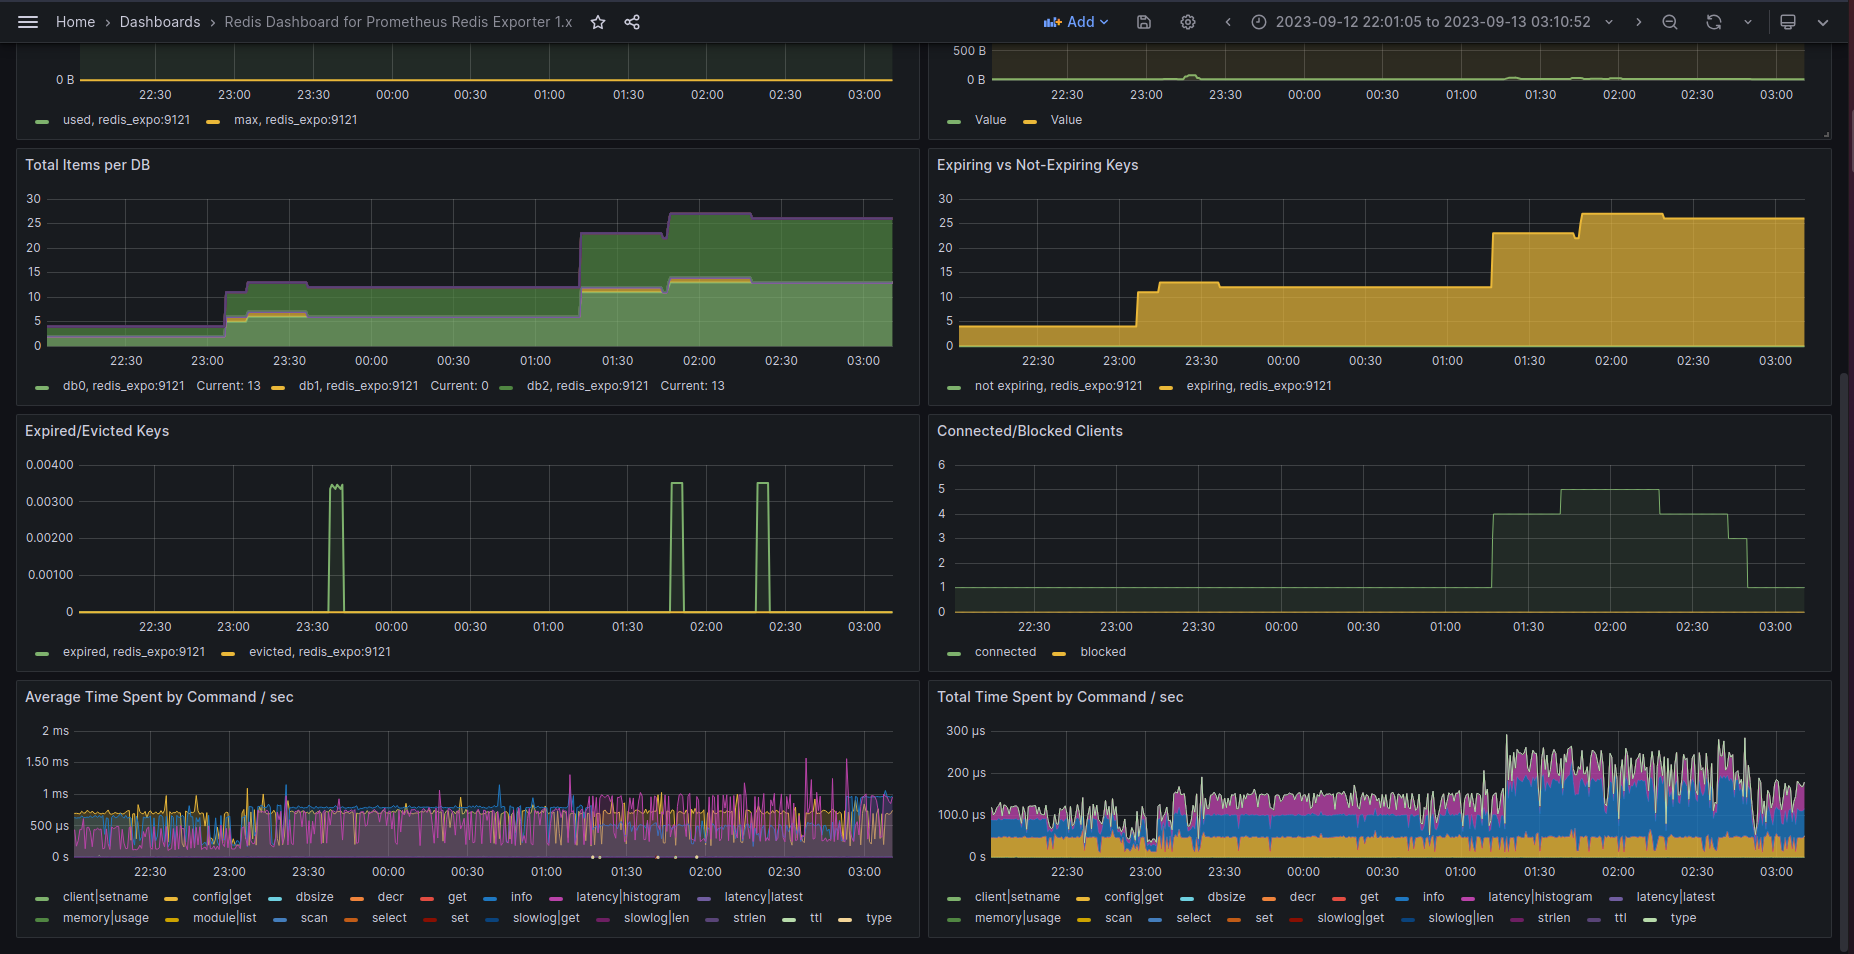 Home › Dashboards › Redis Dashboard for Prometheus Redis Exporter 1.x
Add
2023-09-12 22:01:05 to 2023-09-13 03:10:52
0 B
22:30 23:00 23:30 00:00 00:30 01:00 01:30 02:00 02:30 03:00
used, redis_expo:9121 max, redis_expo:9121
500 B
0 B
22:30 23:00 23:30 00:00 00:30 01:00 01:30 02:00 02:30 03:00
Value Value
Total Items per DB
30
25
20
15
10
5
0
22:30 23:00 23:30 00:00 00:30 01:00 01:30 02:00 02:30 03:00
db0, redis_expo:9121 Current: 13 db1, redis_expo:9121 Current: 0 db2, redis_expo:9121 Current: 13
Expiring vs Not-Expiring Keys
30
25
20
15
10
5
0
22:30 23:00 23:30 00:00 00:30 01:00 01:30 02:00 02:30 03:00
not expiring, redis_expo:9121 expiring, redis_expo:9121
Expired/Evicted Keys
0.00400
0.00300
0.00200
0.00100
0
22:30 23:00 23:30 00:00 00:30 01:00 01:30 02:00 02:30 03:00
expired, redis_expo:9121 evicted, redis_expo:9121
Connected/Blocked Clients
6
5
4
3
2
1
0
22:30 23:00 23:30 00:00 00:30 01:00 01:30 02:00 02:30 03:00
connected blocked
Average Time Spent by Command / sec
2 ms
1.50 ms
1 ms
500 µs
0 s
22:30 23:00 23:30 00:00 00:30 01:00 01:30 02:00 02:30 03:00
client|setname config|get dbsize decr get info latency|histogram latency|latest
memory|usage module|list scan select set slowlog|get slowlog|len strlen ttl type
Total Time Spent by Command / sec
300 µs
200 µs
100.0 µs
0 s
22:30 23:00 23:30 00:00 00:30 01:00 01:30 02:00 02:30 03:00
client|setname config|get dbsize decr get info latency|histogram latency|latest
memory|usage scan select set slowlog|get slowlog|len strlen ttl type